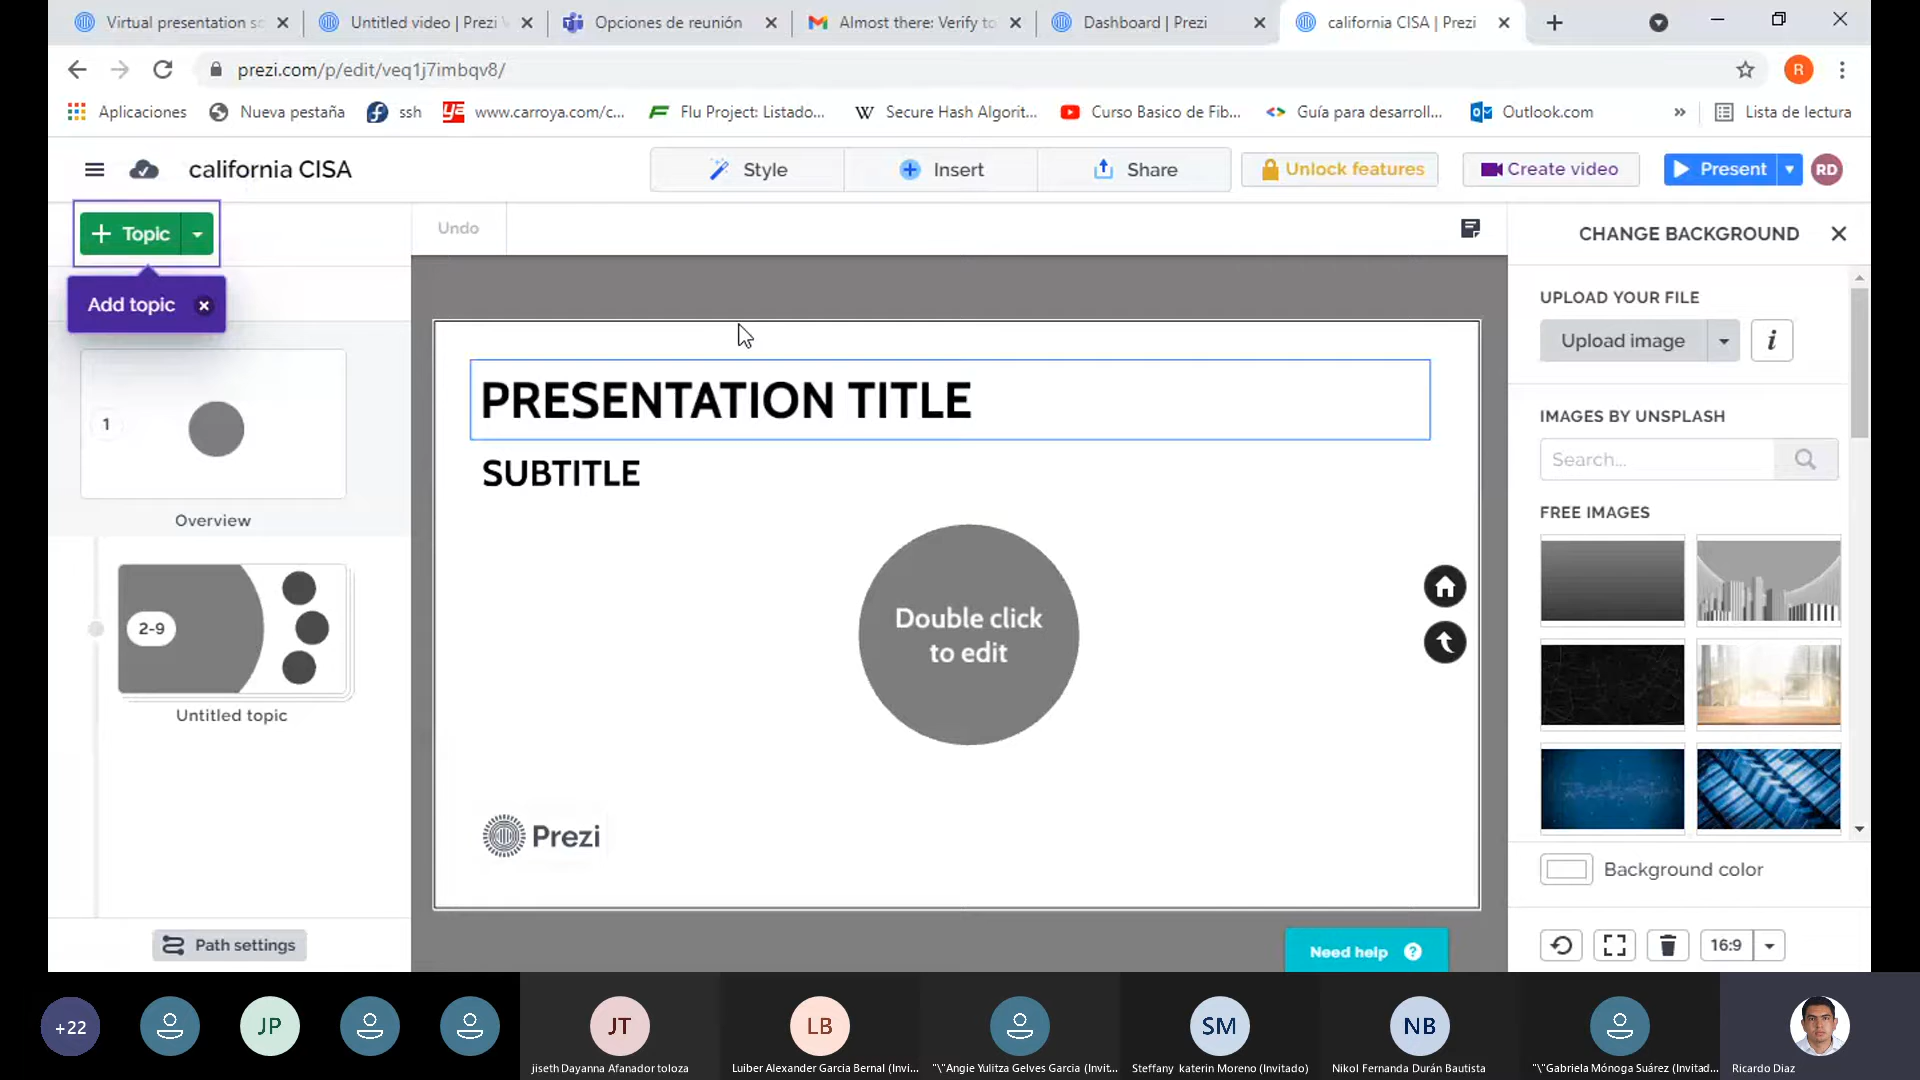 Virtual presentation so
Untitled video | Prezi V
Opciones de reunión
Almost there: Verify to
Dashboard | Prezi
california CISA | Prezi
prezi.com/p/edit/veq1j7imbqv8/
R
Aplicaciones
Nueva pestaña
ssh
www.carroya.com/c...
Flu Project: Listado...
Secure Hash Algorit...
Curso Basico de Fib...
Guía para desarroll...
Outlook.com
»
Lista de lectura
california CISA
Style
Insert
Share
Unlock features
Create video
Present
RD
+ Topic
Undo
CHANGE BACKGROUND
Add topic
UPLOAD YOUR FILE
Upload image
i
1
Overview
2-9
Untitled topic
PRESENTATION TITLE
SUBTITLE
Double click
to edit
Prezi
IMAGES BY UNSPLASH
Search...
FREE IMAGES
Background color
Path settings
Need help ?
16:9
+22
JP
JT
LB
SM
NB
jiseth Dayanna Afanador toloza
Luiber Alexander Garcia Bernal (Invi...
"\"Angie Yulitza Gelves Garcia (Invit...
Steffany katerin Moreno (Invitado)
Nikol Fernanda Durán Bautista
"\"Gabriela Mónoga Suárez (Invitad...
Ricardo Diaz